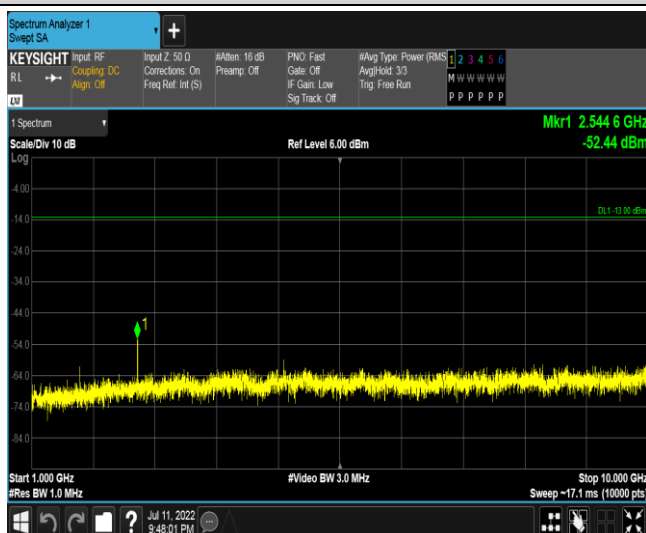 Spectrum Analyzer 1
Swept SA
+
KEYSIGHT
RL
LXI
Input: RF
Coupling: DC
Align: Off
Input Z: 50 Ω
Corrections: On
Freq Ref: Int (S)
#Atten: 16 dB
Preamp: Off
PNO: Fast
Gate: Off
IF Gain: Low
Sig Track: Off
#Avg Type: Power (RMS
Avg|Hold: 3/3
Trig: Free Run
1 2 3 4 5 6
M W W W W W
P P P P P P
1 Spectrum
Scale/Div 10 dB
Log
Ref Level 6.00 dBm
Mkr1 2.544 6 GHz
-52.44 dBm
-4.00
DL1 -13.00 dBm
-14.0
-24.0
-34.0
-44.0
1
-54.0
-64.0
-74.0
-84.0
Start 1.000 GHz
#Res BW 1.0 MHz
#Video BW 3.0 MHz
Stop 10.000 GHz
Sweep ~17.1 ms (10000 pts)
?
Jul 11, 2022
9:48:01 PM